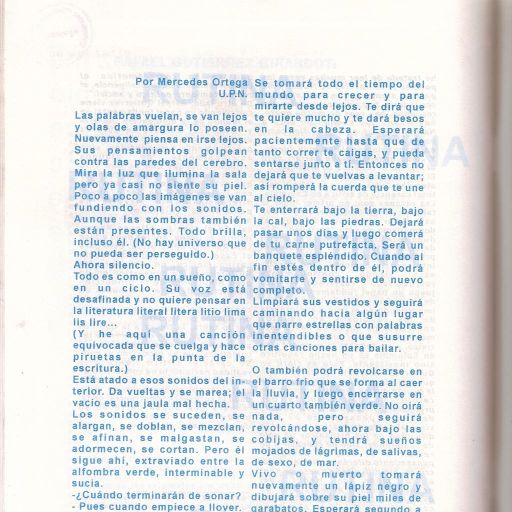 RAFAEL GUTIERREZ GIRARDOT:
RUTINA
Por Mercedes Ortega
U.P.N.
Las palabras vuelan, se van lejos
y olas de amargura lo poseen.
Nuevamente piensa en irse lejos.
Sus pensamientos golpean
contra las paredes del cerebro.
Mira la luz que ilumina la sala
pero y casi no siente su piel.
Poco a poco las imágenes se van
fundiendo con los sonidos.
Aunque las sombras también
están presentes. Todo brilla,
incluso él. (No hay universo que
no pueda ser perseguido.)
Ahora silencio.
Todo es como en un sueño, como
en un ciclo. Su voz está
desafinada y no quiere pensar en
la literatura literal litera litio lima
lis lire...
(Y he aquí una canción
equivocada que se cuelga y hace
piruetas en la punta de la
escritura.)
Está atado a esos sonidos del in-
terior. Da vueltas y se marea; el
vacío es una jaula mal hecha.
Los sonidos se suceden, se
alargan, se doblan, se mezclan,
se afinan, se malgastan, se
adormecen, se cortan. Pero él
sigue ahí, extraviado entre la
alfombra verde, interminable y
sucia.
-¿Cuándo terminarán de sonar?
- Pues cuando empiece a llover.
Se tomará todo el tiempo del
mundo para crecer y para
mirarte desde lejos. Te dirá que
te quiere mucho y te dará besos
en la cabeza. Esperará
pacientemente hasta que de
tanto correr te caigas, y pueda
sentarse junto a tí. Entonces no
dejará que te vuelvas a levantar;
así romperá la cuerda que te une
al cielo.
Te enterrará bajo la tierra, bajo
la cal, bajo las piedras. Dejará
pasar unos días y luego comerá
de tu carne putrefacta. Será un
banquete espléndido. Cuando al
fin estés dentro de él, podrá
vomitarte y sentirse de nuevo
completo.
Limpiará sus vestidos y seguirá
caminando hacia algún lugar
que narre estrellas con palabras
inentendibles o que susurre
otras canciones para bailar.
O también podrá revolcarse en
el barro frío que se forma al caer
la lluvia, y luego encerrarse en
un cuarto también verde. No oirá
nada, pero seguirá
revolcándose, ahora bajo las
cobijas, y tendrá sueños
mojados de lágrimas, de salivas,
de sexo, de mar.
Vivo o muerto tomará
nuevamente un lápiz negro y
dibujará sobre su piel miles de
garabatos. Esperará segundo a
RUTINA
RUTINA
RUTINA